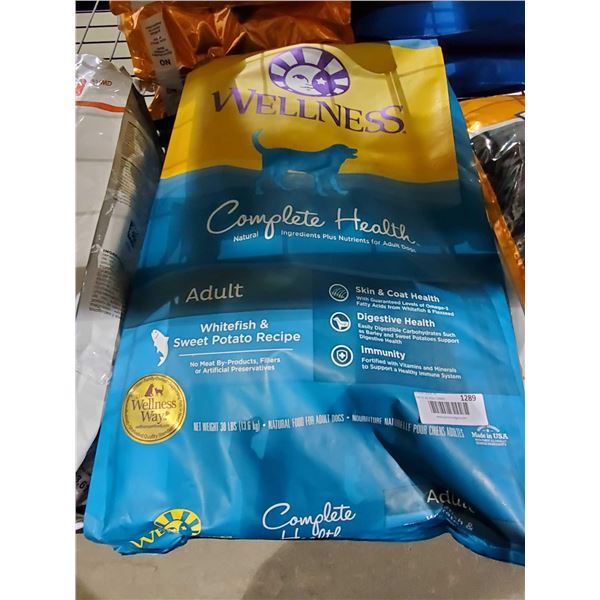 WELLNESS
Complete Health
Natural Ingredients Plus Nutrients for Adult Dogs
Adult
Whitefish &
Sweet Potato Recipe
No Meat By-Products, Fillers
or Artificial Preservatives
Skin & Coat Health
With Guaranteed Levels of Omega-3
Fatty Acids from Whitefish & Flaxseed
Digestive Health
Easily Digestible Carbohydrates Such
as Barley and Sweet Potatoes Support
Digestive Health
Immunity
Fortified with Vitamins and Minerals
to Support a Healthy Immune System
1289
Wellness
Way
NET WEIGHT 30 LBS (13.6 kg) • NATURAL FOOD FOR ADULT DOGS • NOURRITURE NATURELLE POUR CHIENS ADULTES
Made in USA
WELLNESS
Complete
Health
Adult